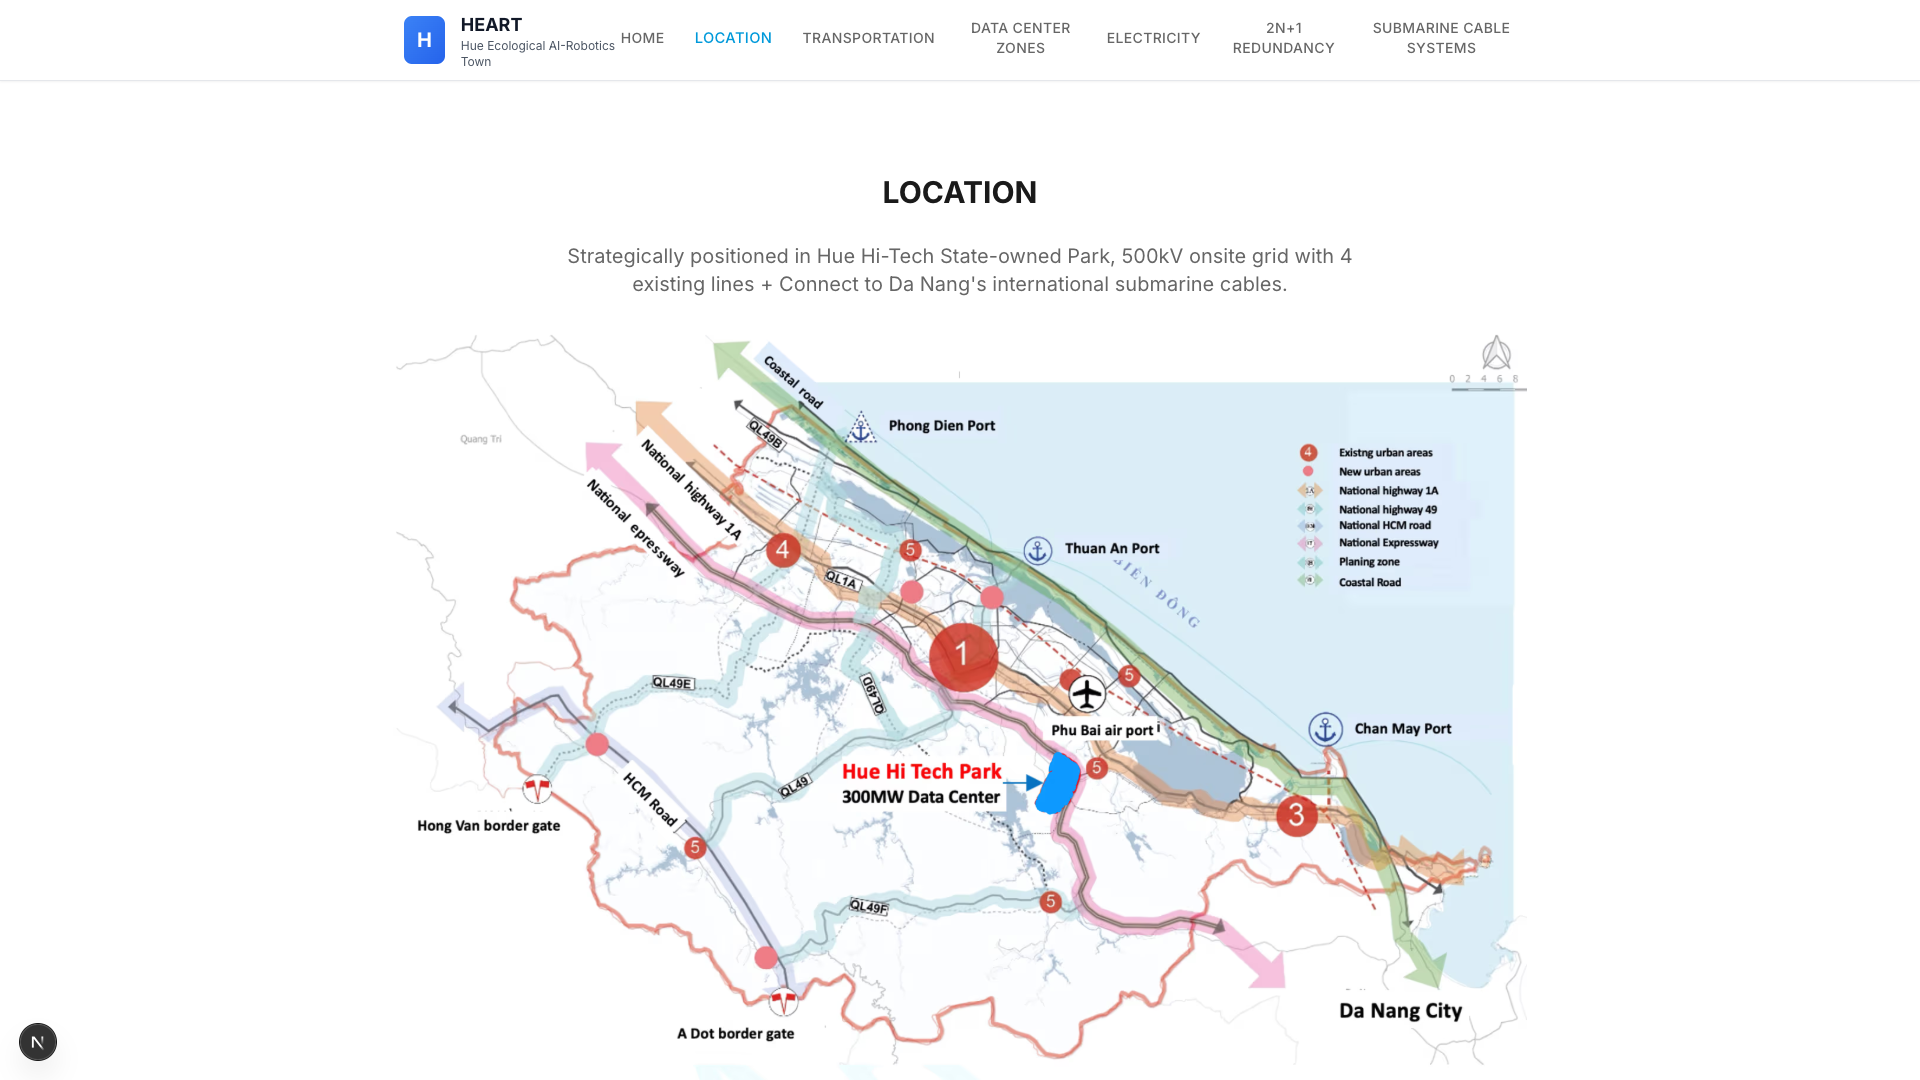 H
HEART
Hue Ecological AI-Robotics
Town
HOME
LOCATION
TRANSPORTATION
DATA CENTER
ZONES
ELECTRICITY
2N+1
REDUNDANCY
SUBMARINE CABLE
SYSTEMS
LOCATION
Strategically positioned in Hue Hi-Tech State-owned Park, 500kV onsite grid with 4
existing lines + Connect to Da Nang's international submarine cables.
0 2 4 6 8
Coastal road
Quang Tri
QL49B
Phong Dien Port
National highway 1A
National epressway
4
Existng urban areas
New urban areas
National highway 1A
National highway 49
National HCM road
National Expressway
Planing zone
Coastal Road
4
5
Thuan An Port
BIỂN ĐÔNG
QL1A
1
5
QL49E
QL49D
Phu Bai air port i
Chan May Port
Hue Hi Tech Park
300MW Data Center
5
QL49
HCM Road
3
Hong Van border gate
5
QL49F
5
Da Nang City
A Dot border gate
N